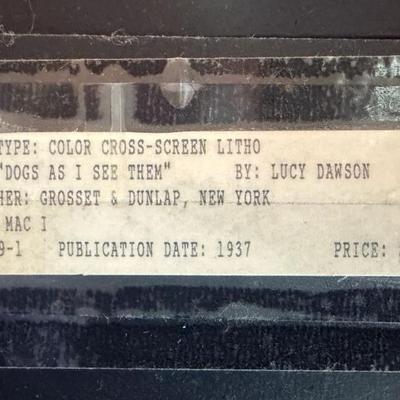 TYPE: COLOR CROSS-SCREEN LITHO
"DOGS AS I SEE THEM" BY: LUCY DAWSON
HER: GROSSET & DUNLAP, NEW YORK
MAC I
9-1 PUBLICATION DATE: 1937 PRICE: